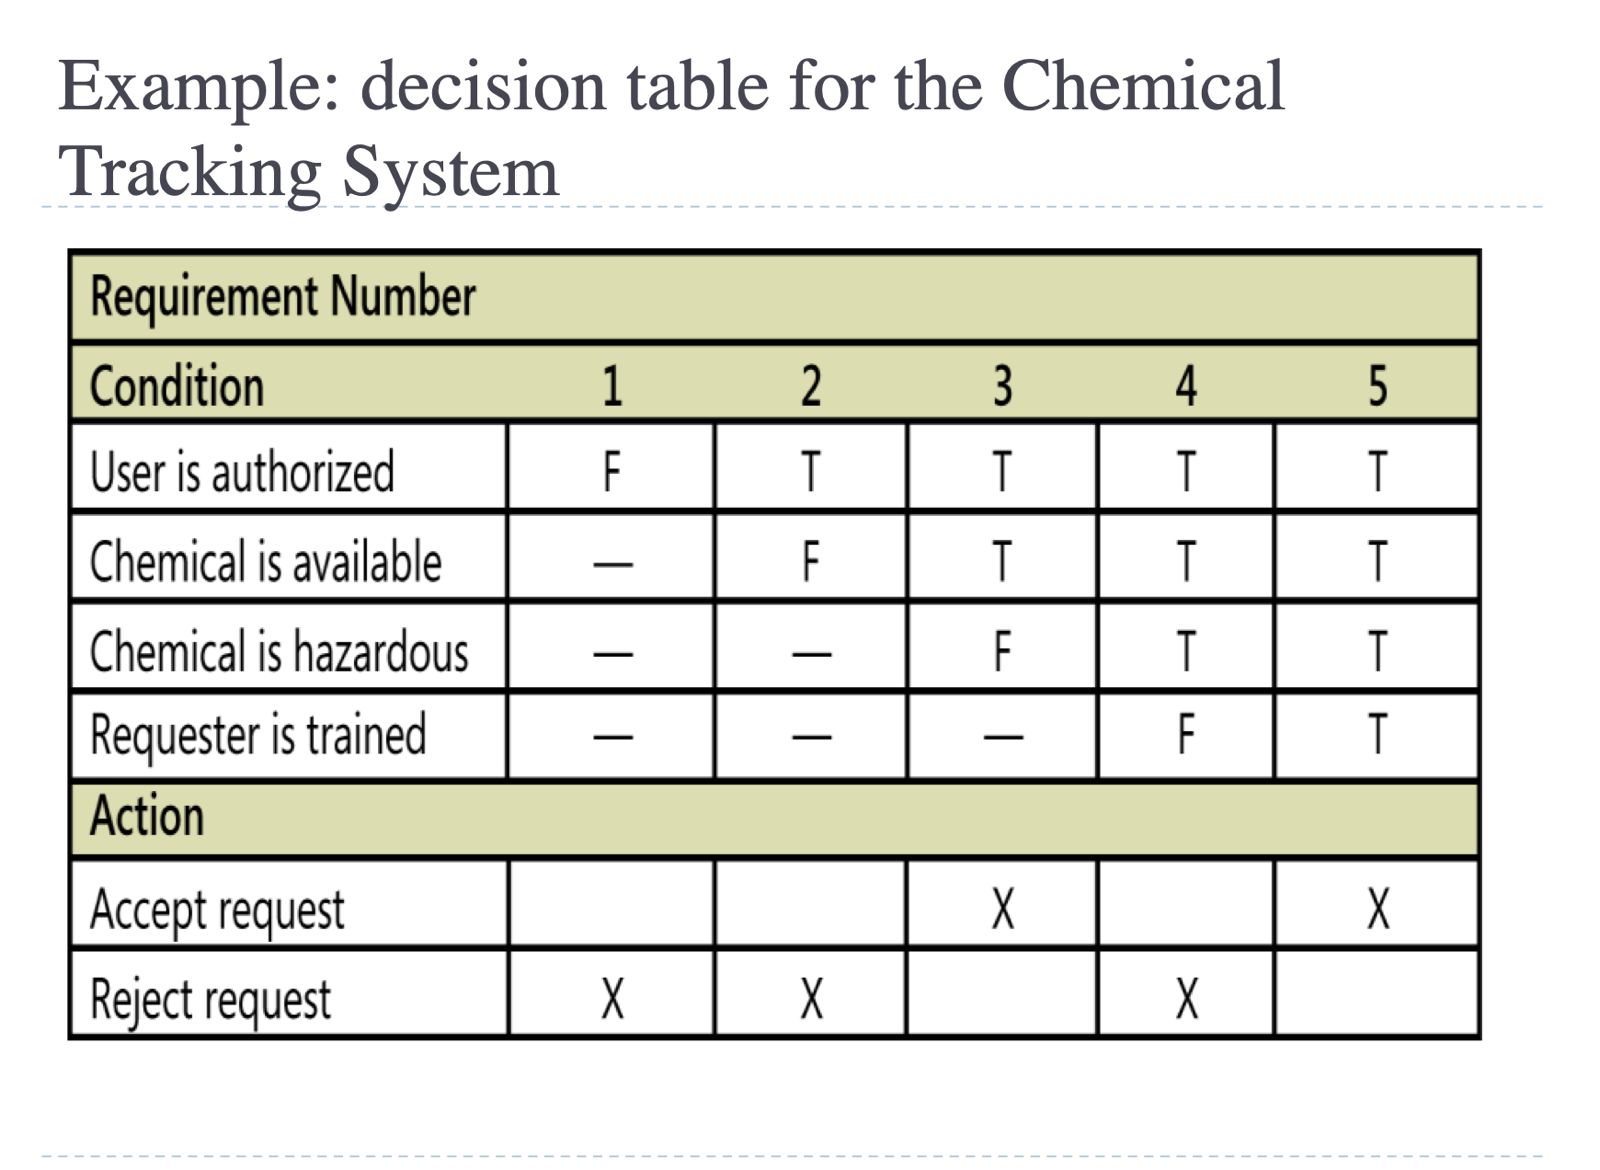 Example: decision table for the Chemical
Tracking System
Requirement Number
Condition 1 2 3 4 5
User is authorized F T T T T
Chemical is available — F T T T
Chemical is hazardous — — F T T
Requester is trained — — — F T
Action
Accept request X X
Reject request X X X